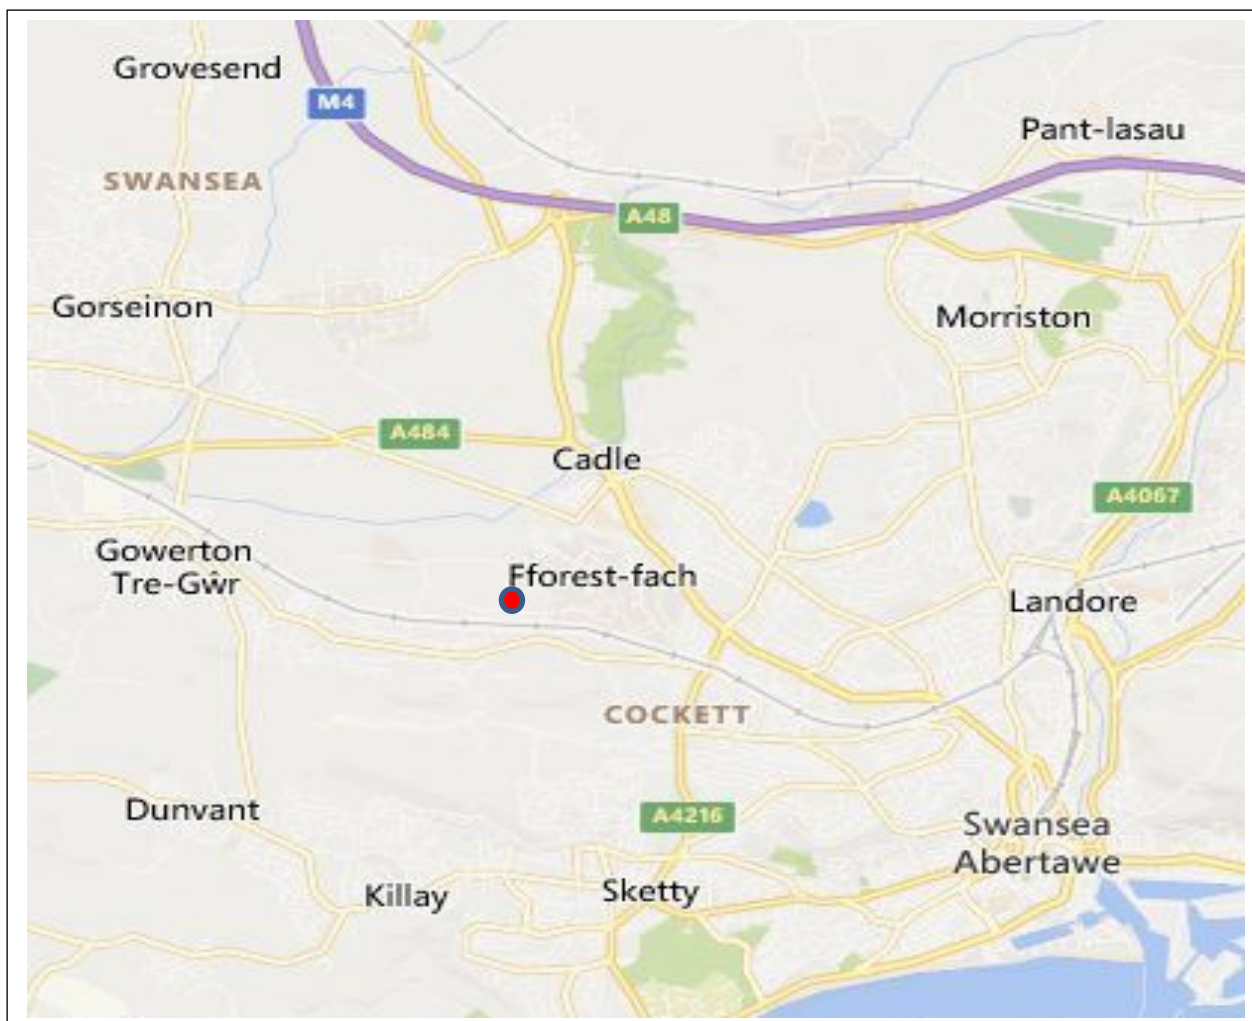 Grovesend
M4
Pant-lasau
SWANSEA
A48
Gorseinon
Morriston
A484
Cadle
A4067
Gowerton
Tre-Gŵr
Fforest-fach
Landore
COCKETT
Dunvant
A4216
Swansea
Abertawe
Killay
Sketty